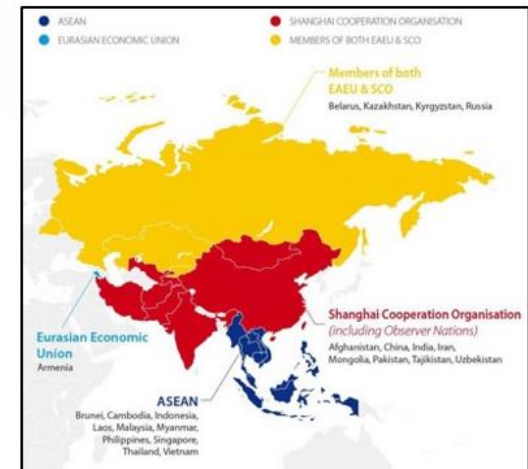 ASEAN
SHANGHAI COOPERATION ORGANISATION
EURASIAN ECONOMIC UNION
MEMBERS OF BOTH EAEU & SCO
Members of both
EAEU & SCO
Belarus, Kazakhstan, Kyrgyzstan, Russia
Shanghai Cooperation Organisation
(including Observer Nations)
Afghanistan, China, India, Iran,
Mongolia, Pakistan, Tajikistan, Uzbekistan
Eurasian Economic
Union
Armenia
ASEAN
Brunei, Cambodia, Indonesia,
Laos, Malaysia, Myanmar,
Philippines, Singapore,
Thailand, Vietnam